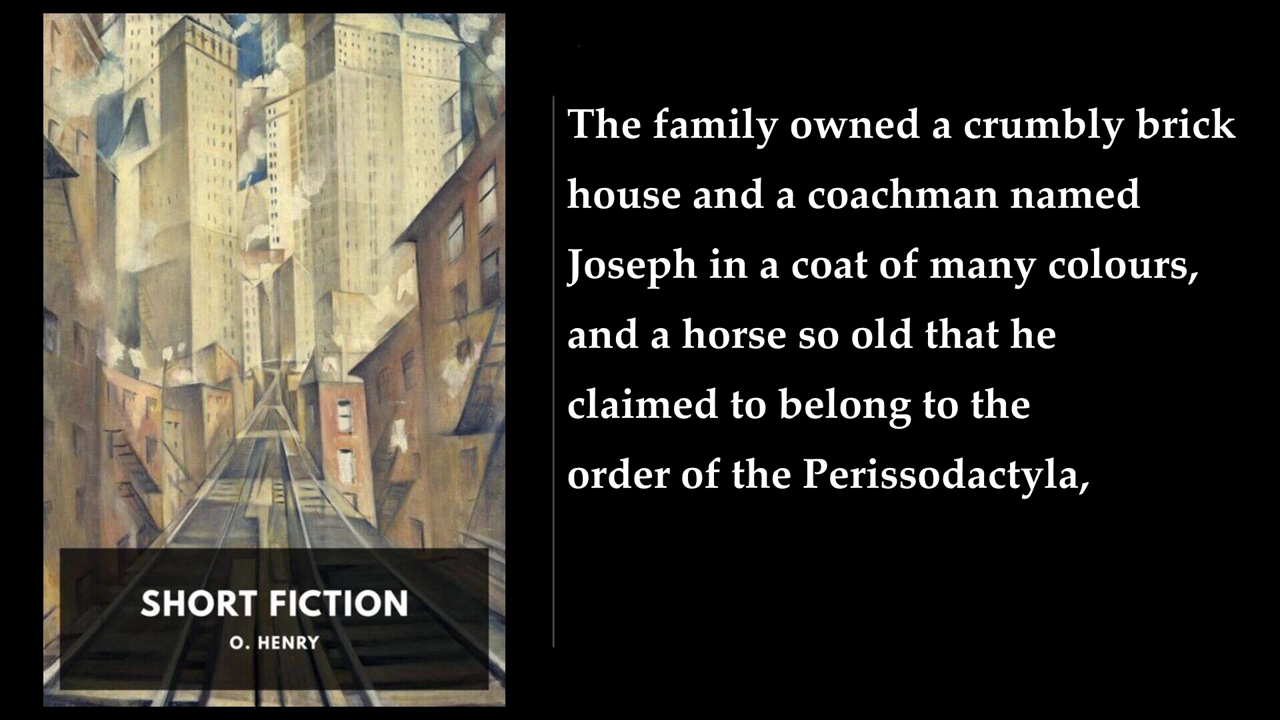 The family owned a crumbly brick
house and a coachman named
Joseph in a coat of many colours,
and a horse so old that he
claimed to belong to the
order of the Perissodactyla,
SHORT FICTION
O. HENRY